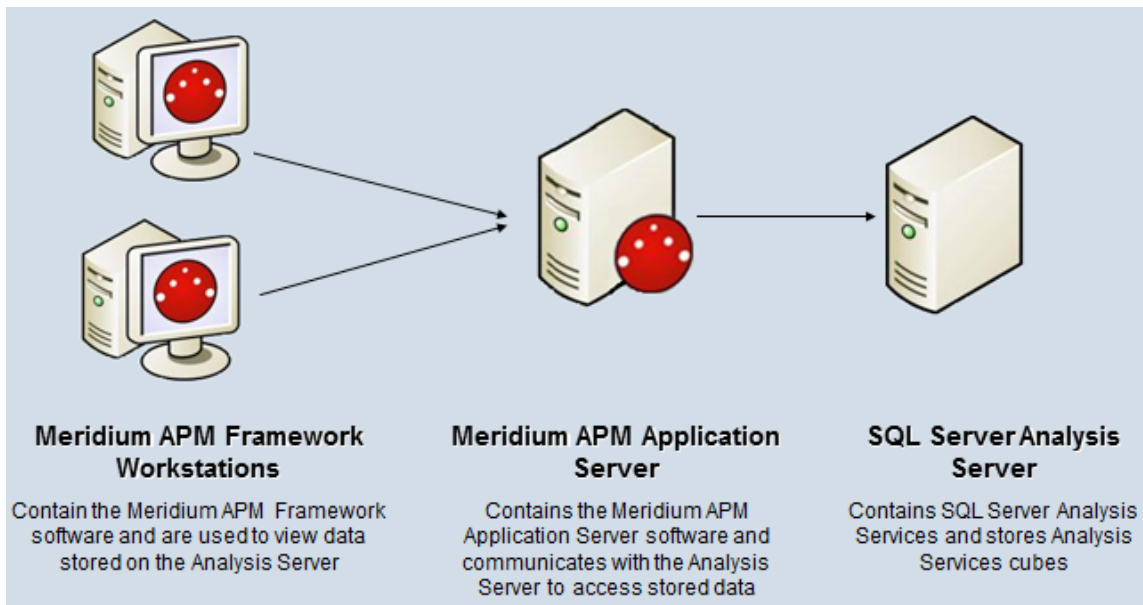 Meridium APM Framework
Workstations
Contain the Meridium APM Framework
software and are used to view data
stored on the Analysis Server
Meridium APM Application
Server
Contains the Meridium APM
Application Server software and
communicates with the Analysis
Server to access stored data
SQL Server Analysis
Server
Contains SQL Server Analysis
Services and stores Analysis
Services cubes